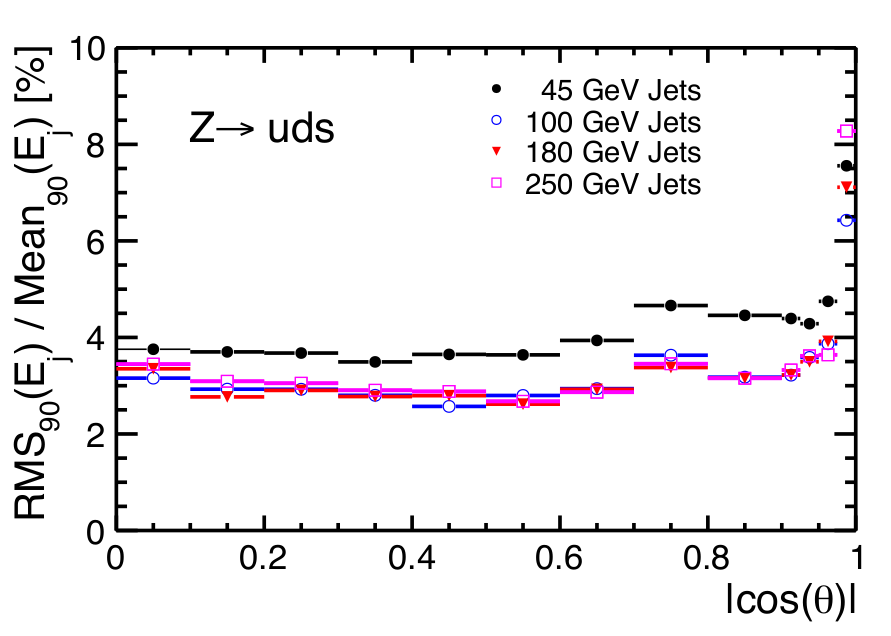 RMS90(Ej) / Mean90(Ej) [%]
10
8
6
4
2
0
Z→ uds
45 GeV Jets
100 GeV Jets
180 GeV Jets
250 GeV Jets
0 0.2 0.4 0.6 0.8 1
|cos(θ)|